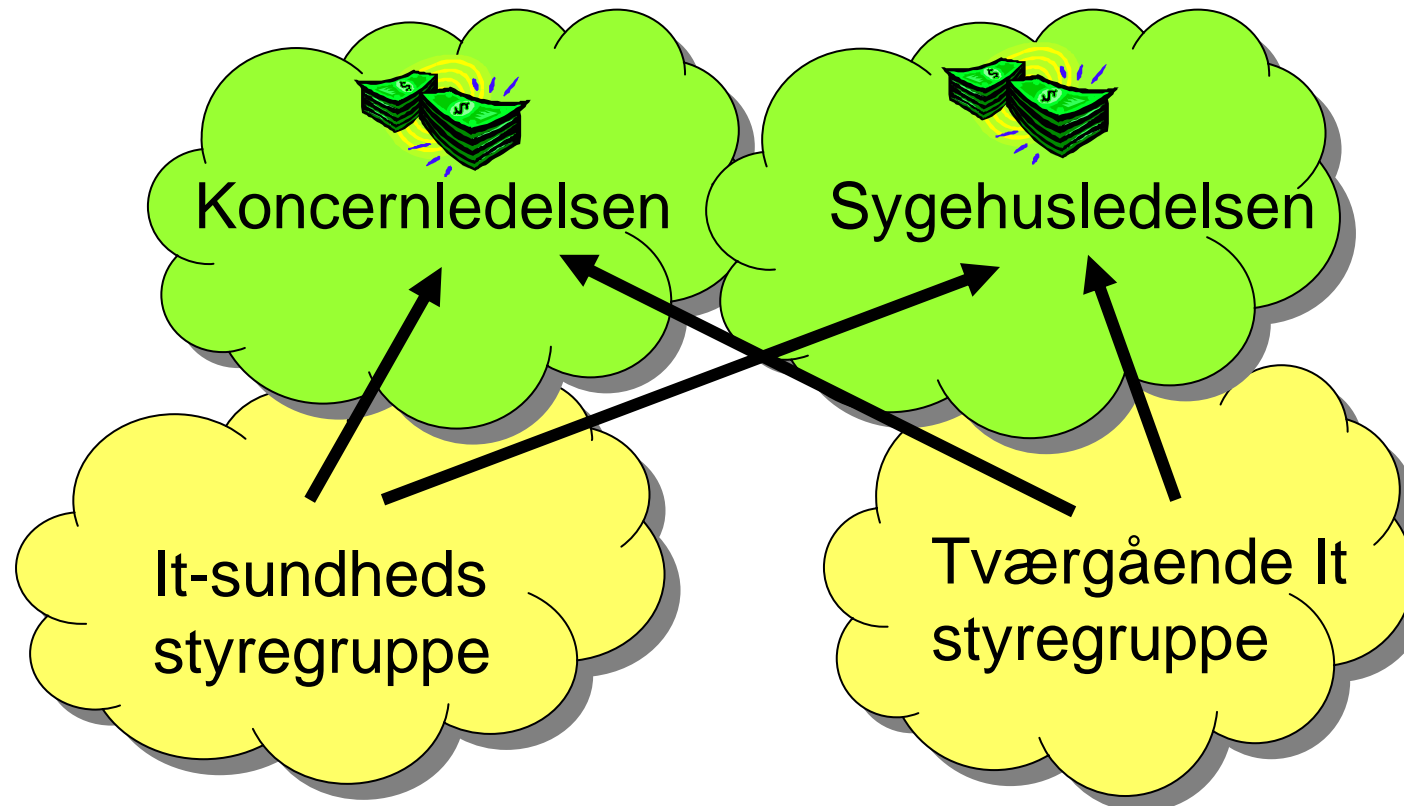 Koncernledelsen
Sygehusledelsen
It-sundheds
styregruppe
Tværgående It
styregruppe